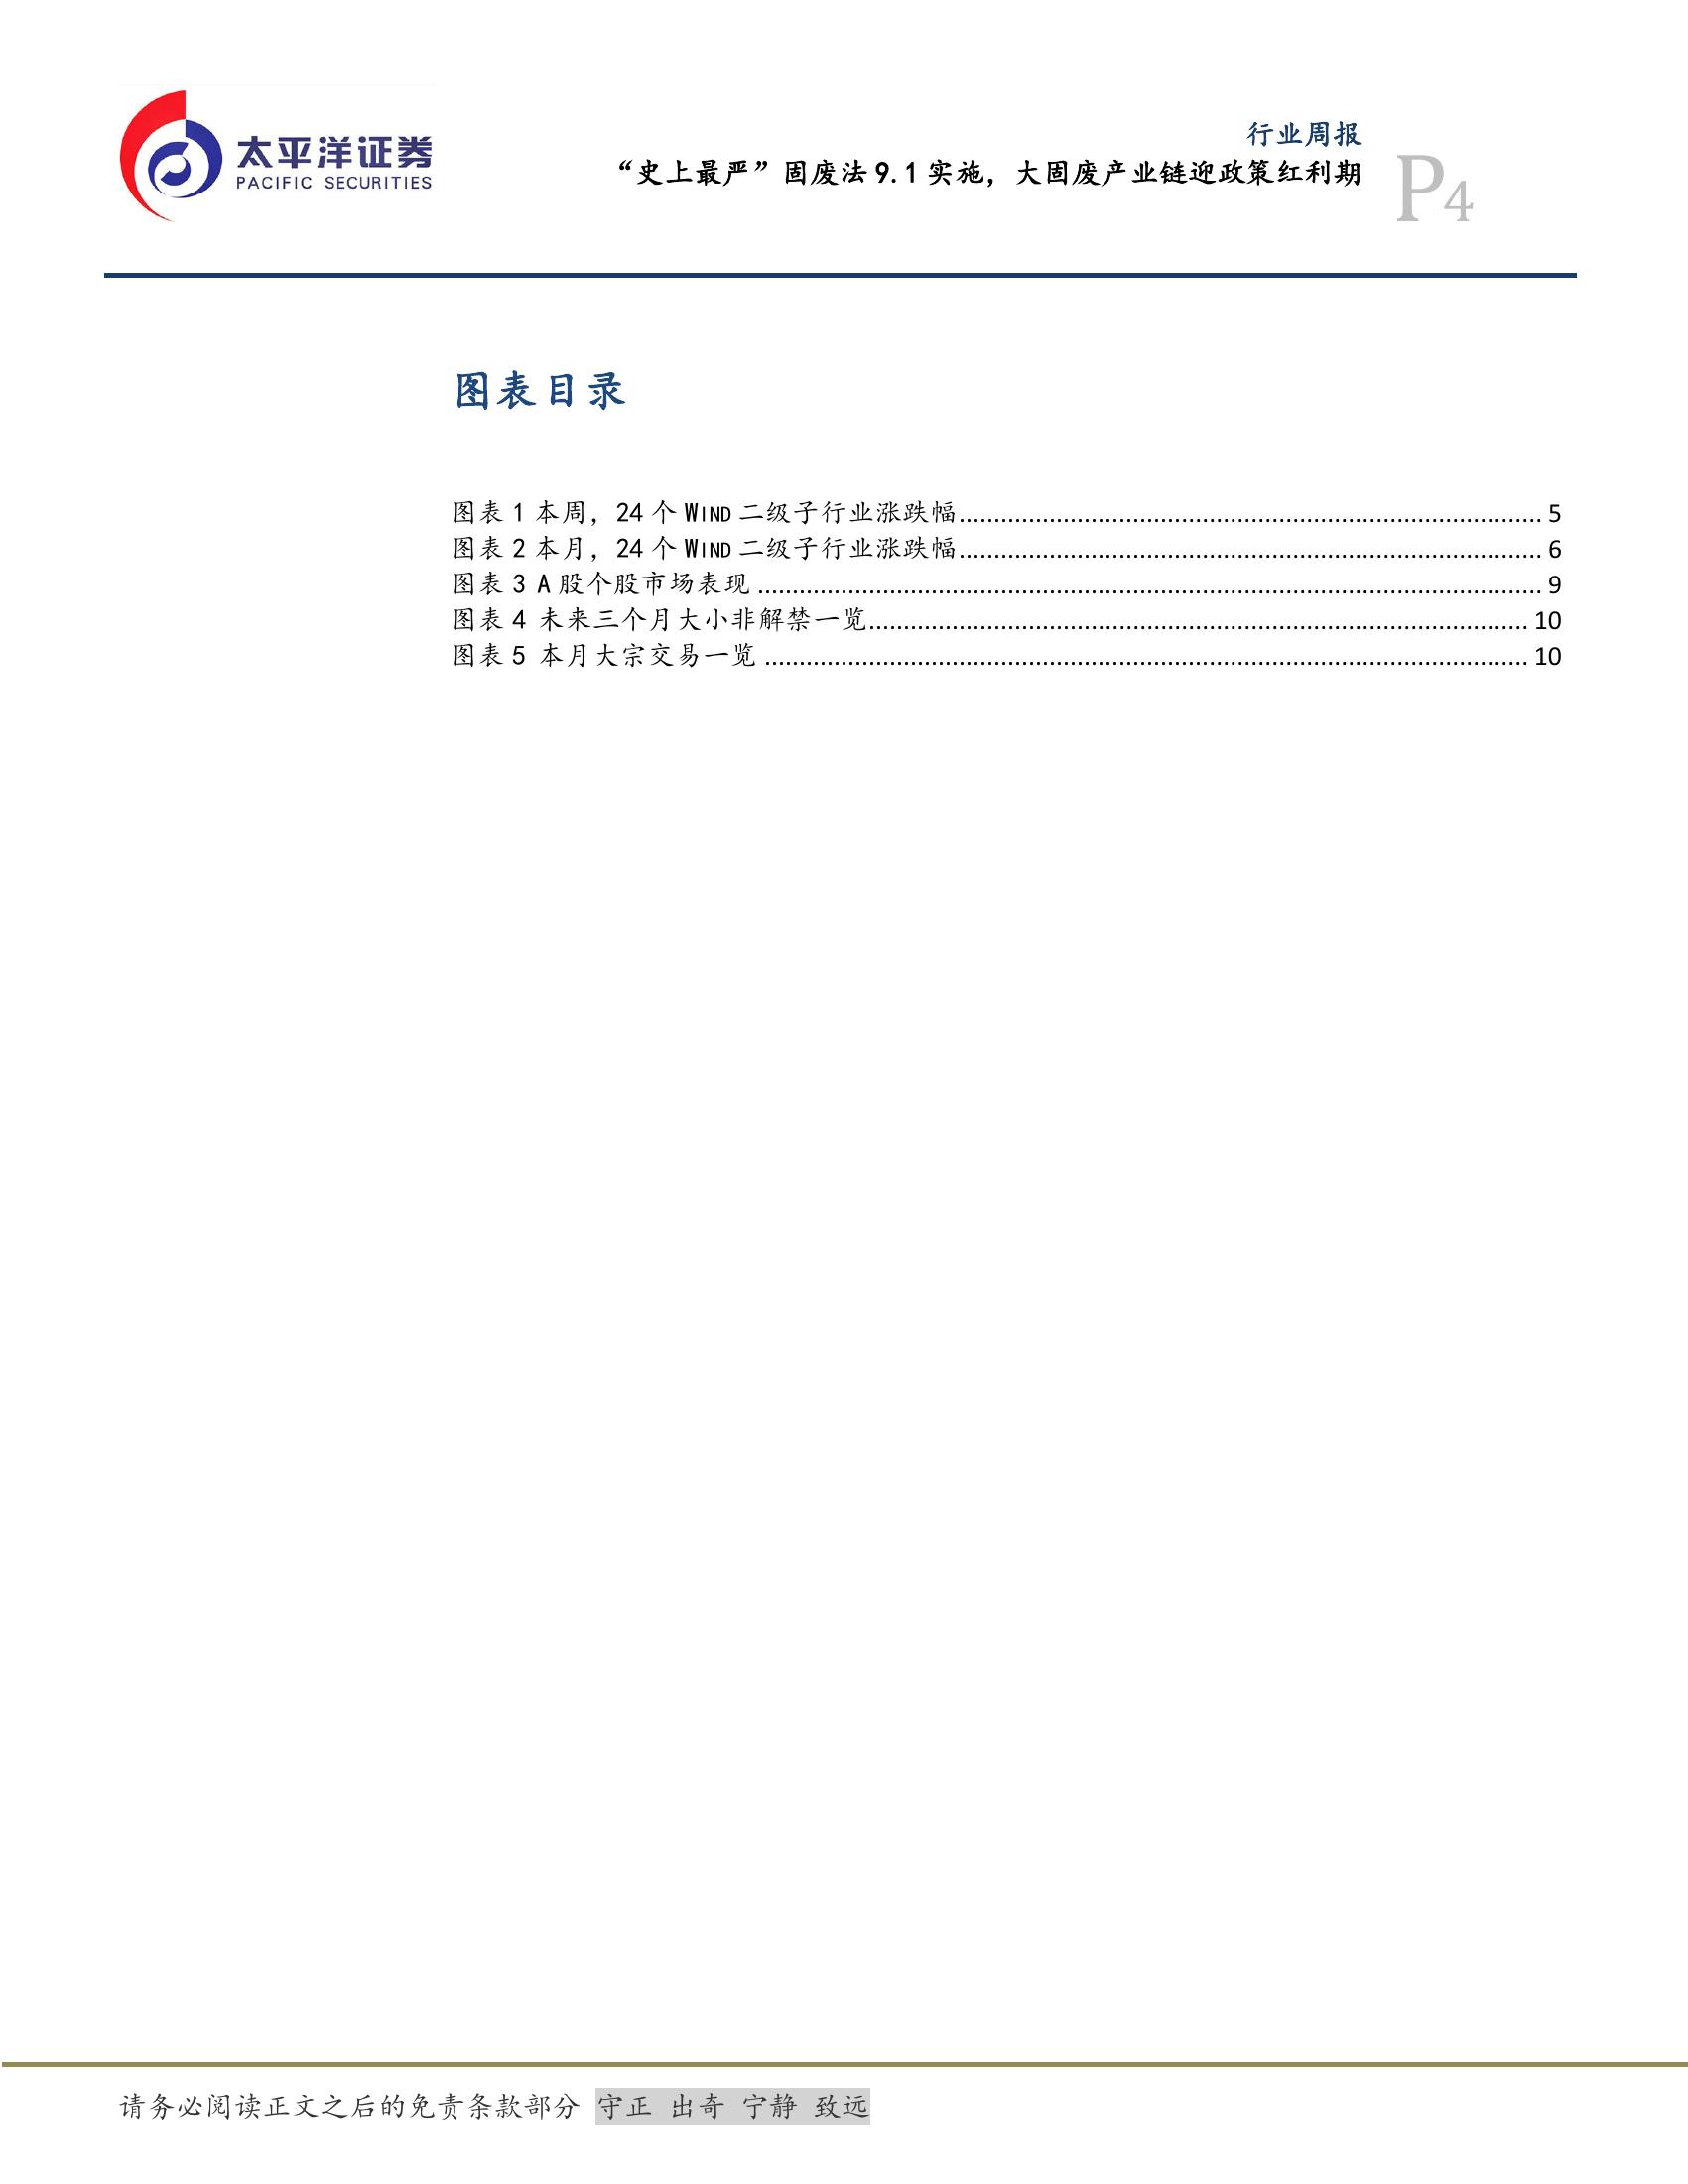 太平洋证券
PACIFIC SECURITIES
行业周报
“史上最严”固废法9.1实施，大固废产业链迎政策红利期
P4
图表目录
图表 1 本周，24 个 WIND 二级子行业涨跌幅.......................................................................................... 5
图表 2 本月，24 个 WIND 二级子行业涨跌幅.......................................................................................... 6
图表 3 A 股个股市场表现 .......................................................................................... 9
图表 4 未来三个月大小非解禁一览.......................................................................................... 10
图表 5 本月大宗交易一览 .......................................................................................... 10
请务必阅读正文之后的免责条款部分 守正 出奇 宁静 致远